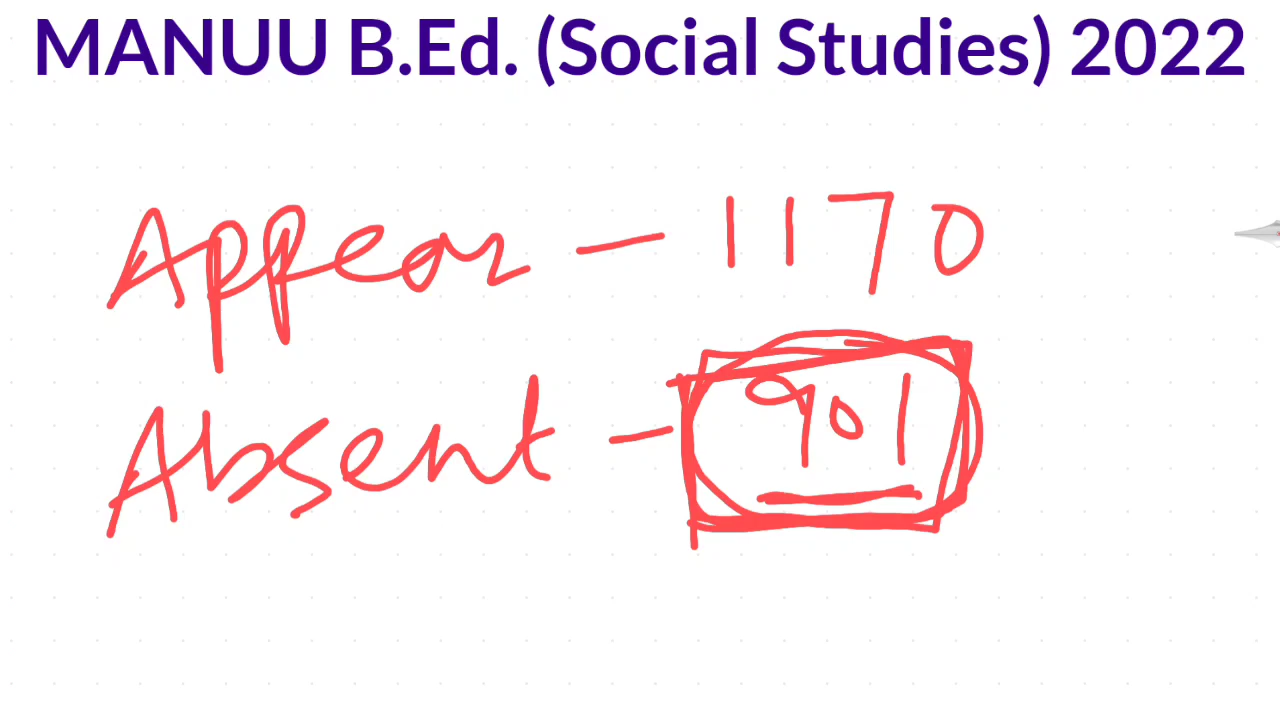 MANUU B.Ed. (Social Studies) 2022
Appear - 1170
Absent - 901